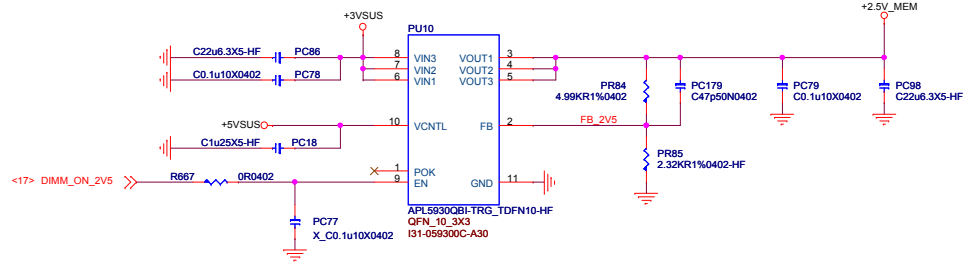 +2.5V_MEM
+3VSUS
PU10
C22u6.3X5-HF PC86
8 VIN3 VOUT1 3
7 VIN2 VOUT2 4
6 VIN1 VOUT3 5
C0.1u10X0402 PC78
PR84
4.99KR1%0402
PC179
C47p50N0402
PC79
C0.1u10X0402
PC98
C22u6.3X5-HF
+5VSUS
10 VCNTL FB 2 FB_2V5
C1u25X5-HF PC18
PR85
2.32KR1%0402-HF
1 POK
<17> DIMM_ON_2V5 R667 0R0402 9 EN GND 11
APL5930QBI-TRG_TDFN10-HF
QFN_10_3X3
I31-059300C-A30
PC77
X_C0.1u10X0402